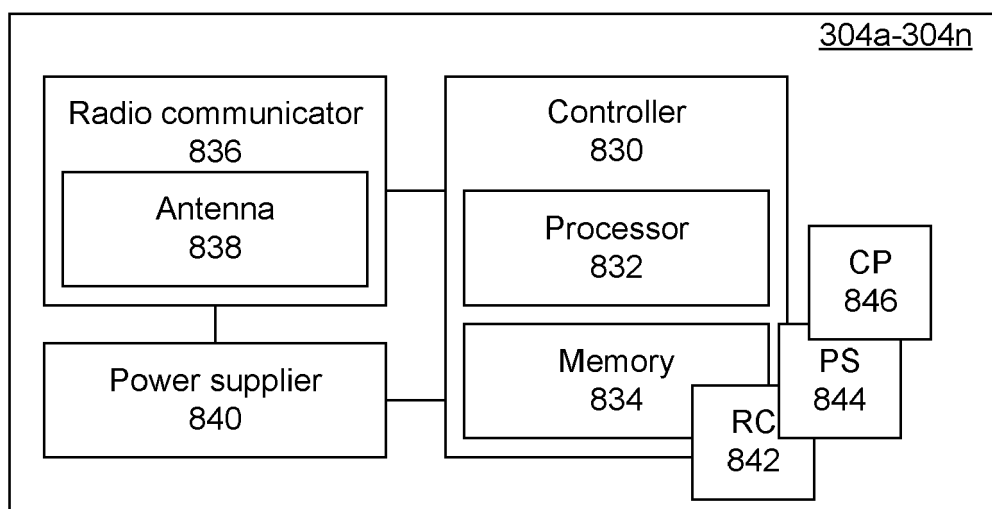 304a-304n
Radio communicator
836
Antenna
838
Power supplier
840
Controller
830
Processor
832
Memory
834
RC
842
PS
844
CP
846